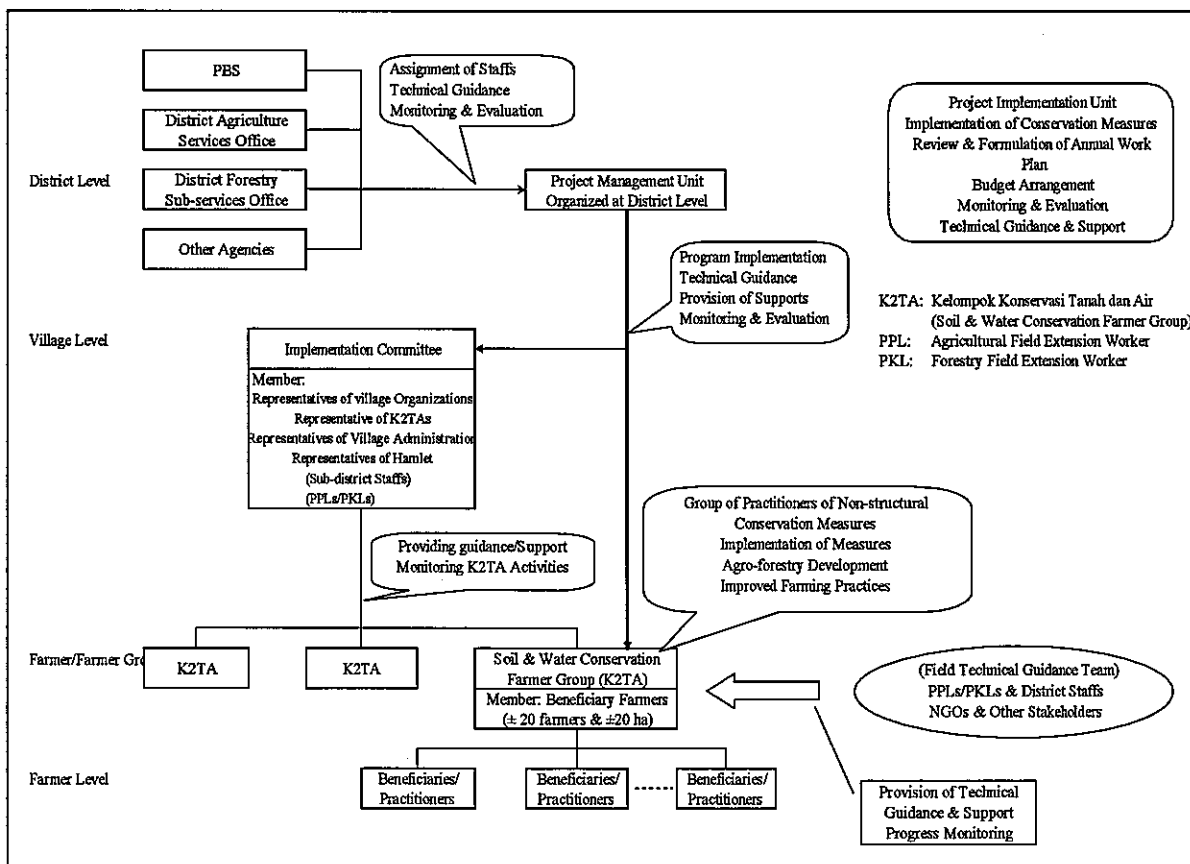 PBS
District Agriculture
Services Office
District Level
District Forestry
Sub-services Office
Other Agencies
Assignment of Staffs
Technical Guidance
Monitoring & Evaluation
Project Management Unit
Organized at District Level
Project Implementation Unit
Implementation of Conservation Measures
Review & Formulation of Annual Work
Plan
Budget Arrangement
Monitoring & Evaluation
Technical Guidance & Support
Program Implementation
Technical Guidance
Provision of Supports
Monitoring & Evaluation
K2TA: Kelompok Konservasi Tanah dan Air
(Soil & Water Conservation Farmer Group)
PPL: Agricultural Field Extension Worker
PKL: Forestry Field Extension Worker
Village Level
Implementation Committee
Member:
Representatives of village Organizations
Representative of K2TAs
Representatives of Village Administration
Representatives of Hamlet
(Sub-district Staffs)
(PPLs/PKLs)
Providing guidance/Support
Monitoring K2TA Activities
Group of Practitioners of Non-structural
Conservation Measures
Implementation of Measures
Agro-forestry Development
Improved Farming Practices
Farmer/Farmer Gro
K2TA
K2TA
Soil & Water Conservation
Farmer Group (K2TA)
Member: Beneficiary Farmers
(± 20 farmers & ±20 ha)
(Field Technical Guidance Team)
PPLs/PKLs & District Staffs
NGOs & Other Stakeholders
Farmer Level
Beneficiaries/
Practitioners
Beneficiaries/
Practitioners
Beneficiaries/
Practitioners
Provision of Technical
Guidance & Support
Progress Monitoring